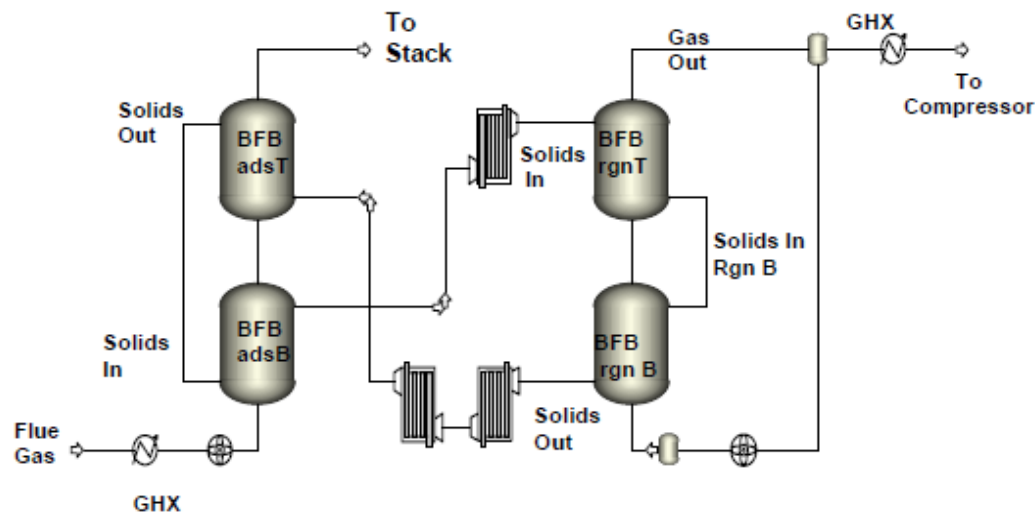 To
Stack
Solids
Out
BFB
adsT
Solids
In
BFB
adsB
Flue
Gas
GHX
Solids
In
Gas
Out
BFB
rgnT
Solids In
Rgn B
BFB
rgn B
Solids
Out
GHX
To
Compressor